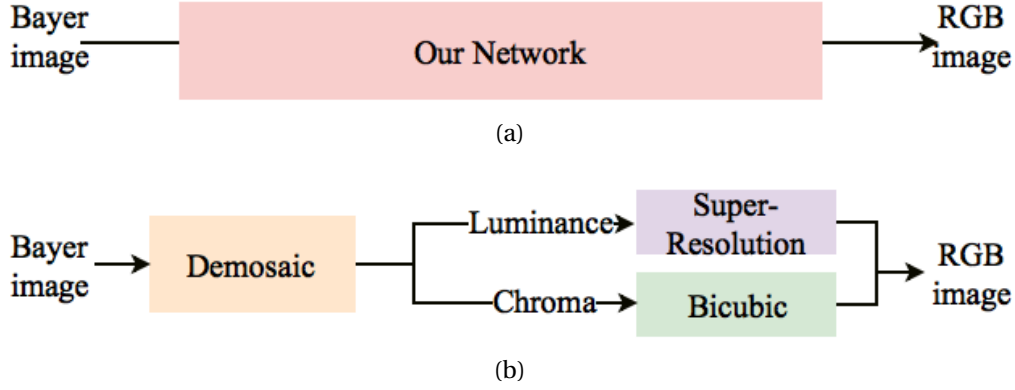 Bayer
image
Our Network
RGB
image
(a)
Bayer
image
Demosaic
Luminance
Super-
Resolution
Chroma
Bicubic
RGB
image
(b)